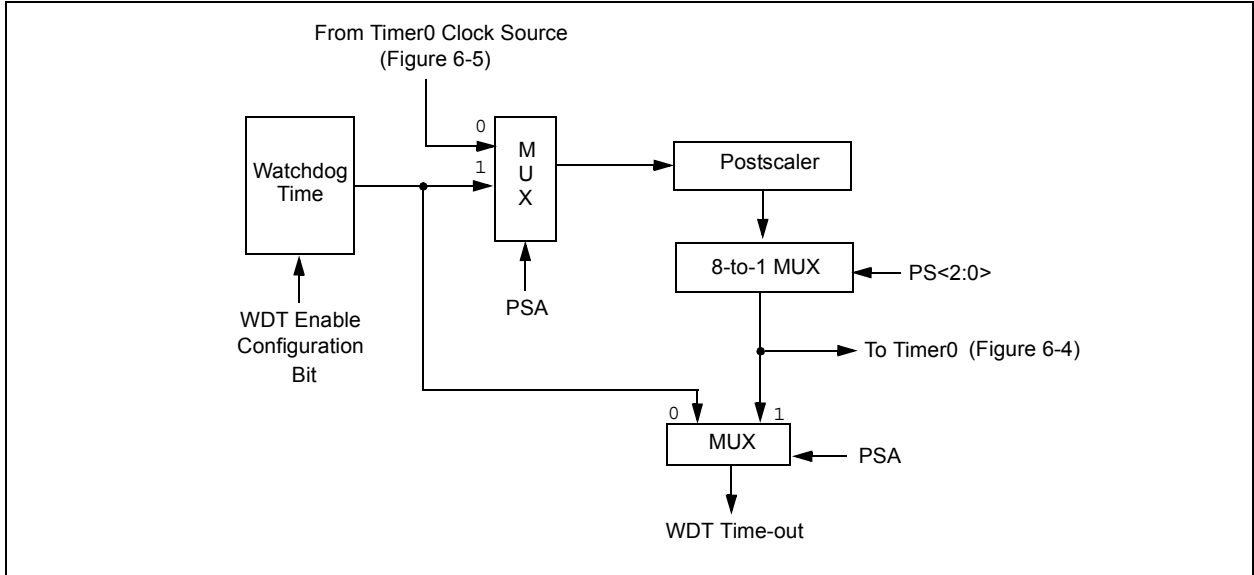 From Timer0 Clock Source
(Figure 6-5)
0
1
M
U
X
Watchdog
Time
Postscaler
8-to-1 MUX
PS<2:0>
PSA
WDT Enable
Configuration
Bit
To Timer0 (Figure 6-4)
0
1
MUX
PSA
WDT Time-out